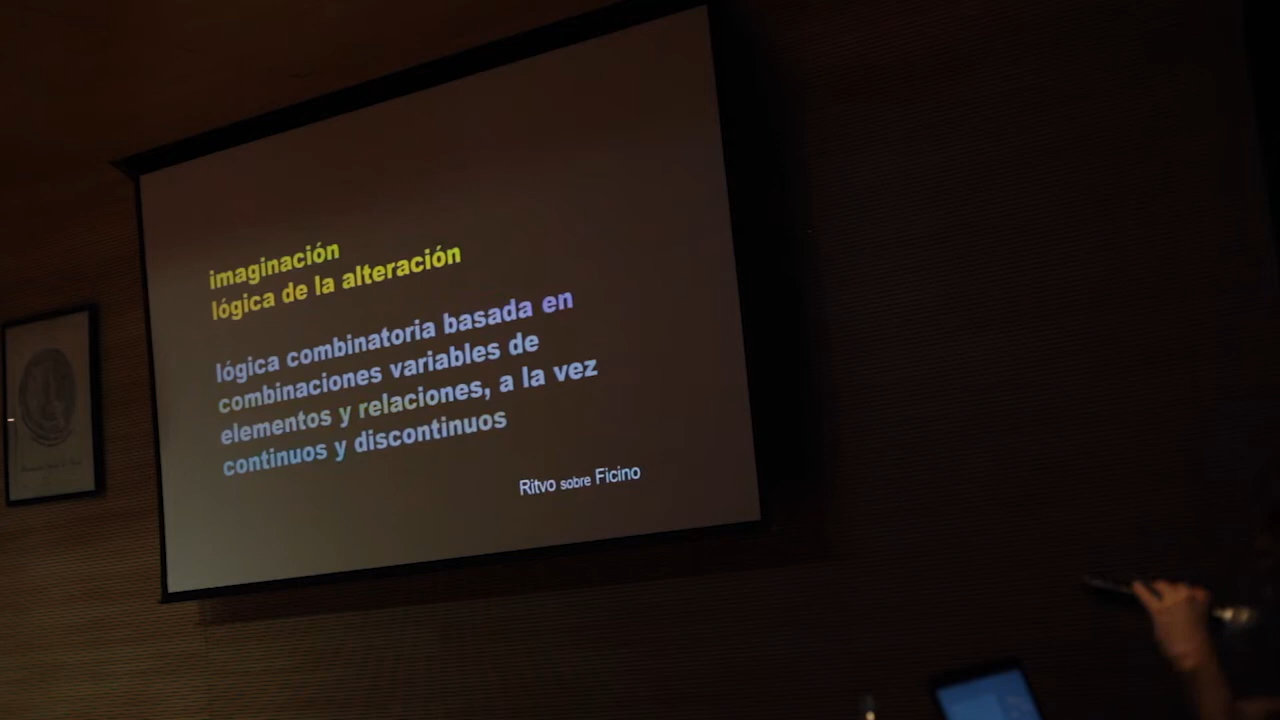 imaginación
lógica de la alteración
lógica combinatoria basada en
combinaciones variables de
elementos y relaciones, a la vez
continuos y discontinuos
Ritvo sobre Ficino